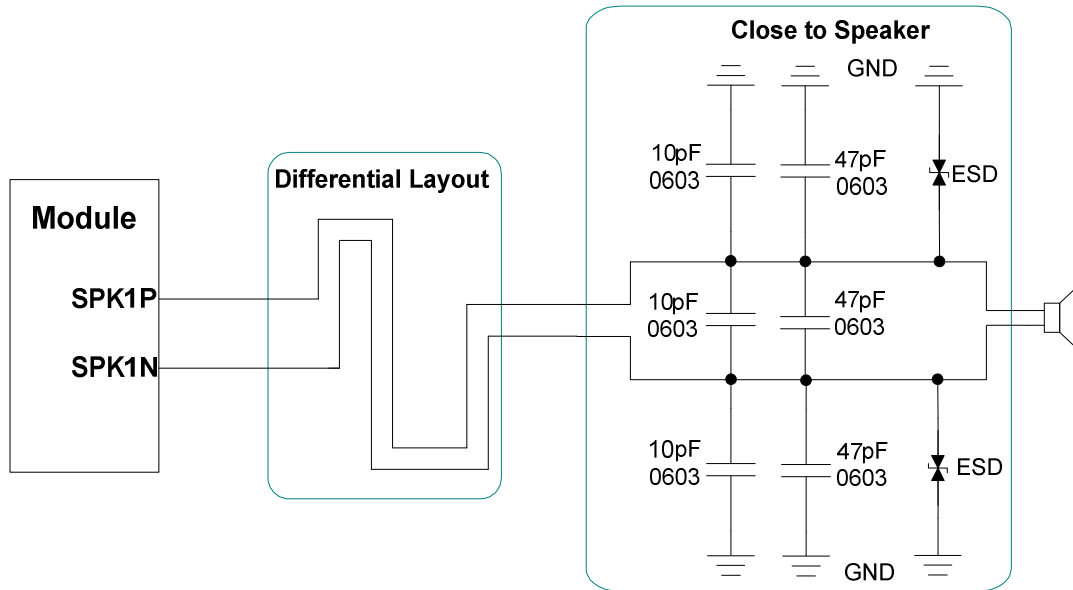 Close to Speaker
GND
10pF
0603
47pF
0603
ESD
Differential Layout
Module
SPK1P
SPK1N
10pF
0603
47pF
0603
10pF
0603
47pF
0603
ESD
GND